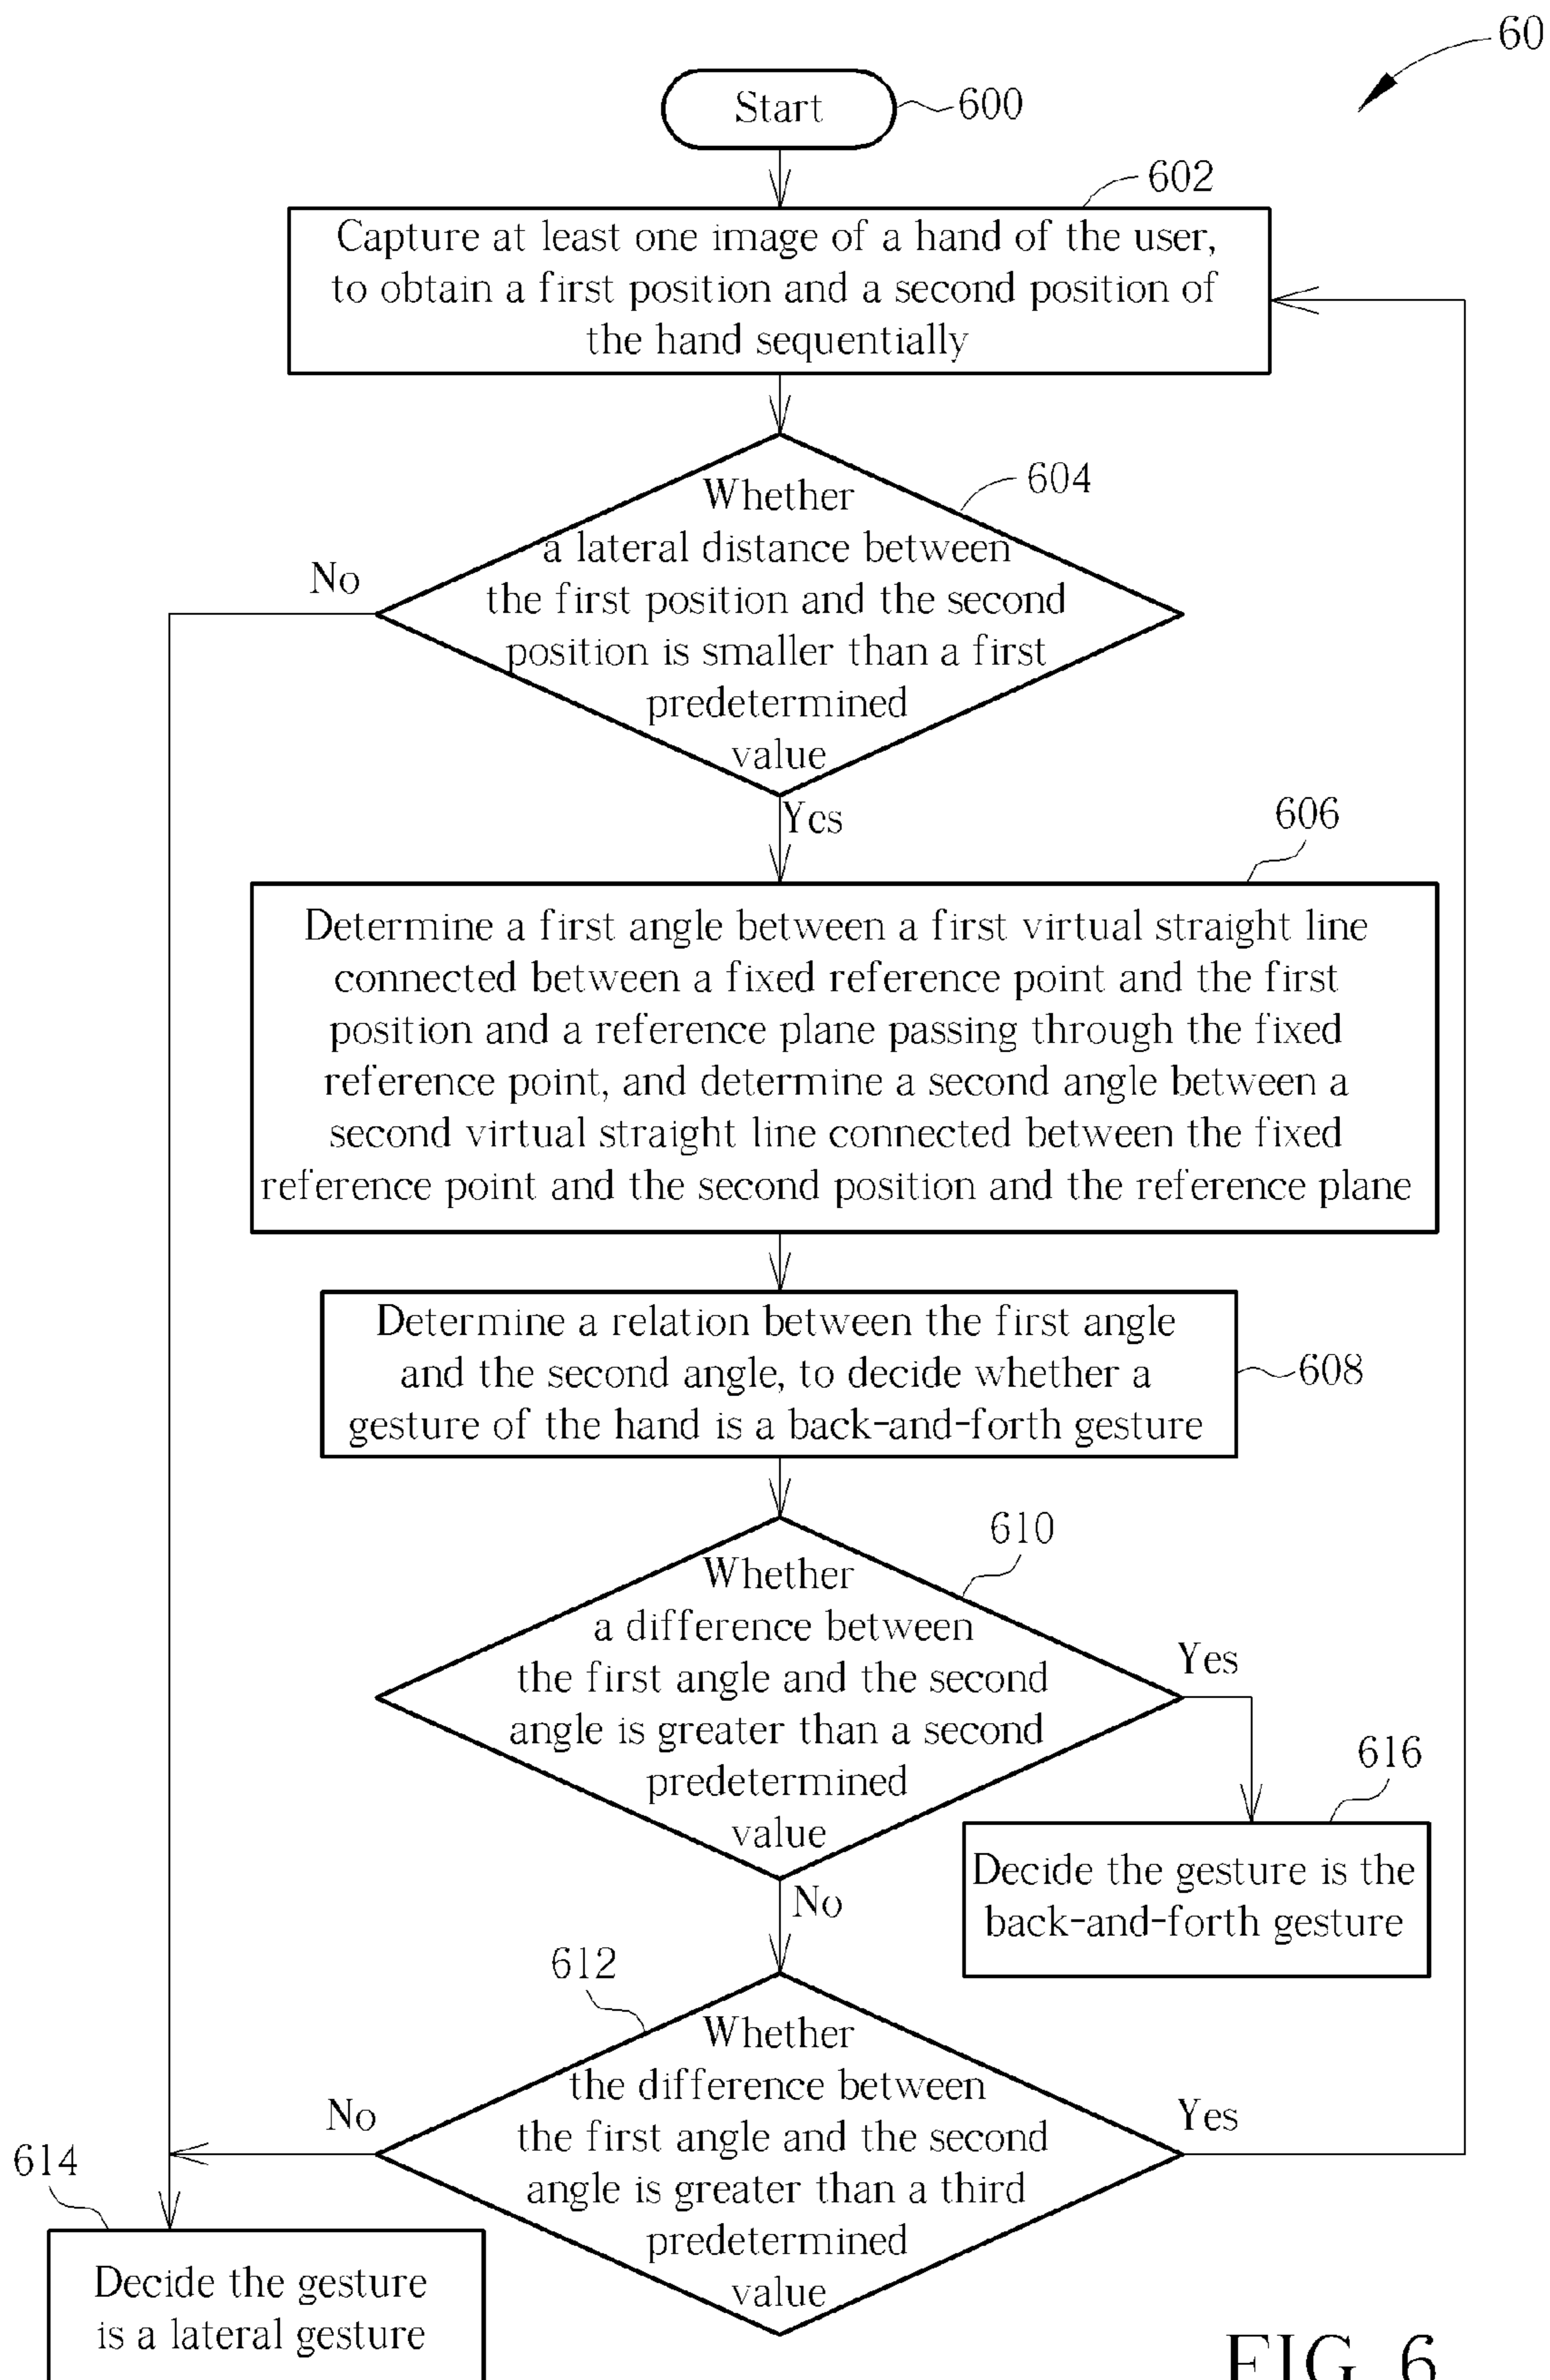 60
Start
600
602
Capture at least one image of a hand of the user,
to obtain a first position and a second position of
the hand sequentially
604
Whether
a lateral distance between
the first position and the second
position is smaller than a first
predetermined
value
No
Yes
606
Determine a first angle between a first virtual straight line
connected between a fixed reference point and the first
position and a reference plane passing through the fixed
reference point, and determine a second angle between a
second virtual straight line connected between the fixed
reference point and the second position and the reference plane
Determine a relation between the first angle
and the second angle, to decide whether a
gesture of the hand is a back-and-forth gesture
608
610
Whether
a difference between
the first angle and the second
angle is greater than a second
predetermined
value
Yes
616
Decide the gesture is the
back-and-forth gesture
No
612
Whether
the difference between
the first angle and the second
angle is greater than a third
predetermined
value
No
Yes
614
Decide the gesture
is a lateral gesture
FIG. 6